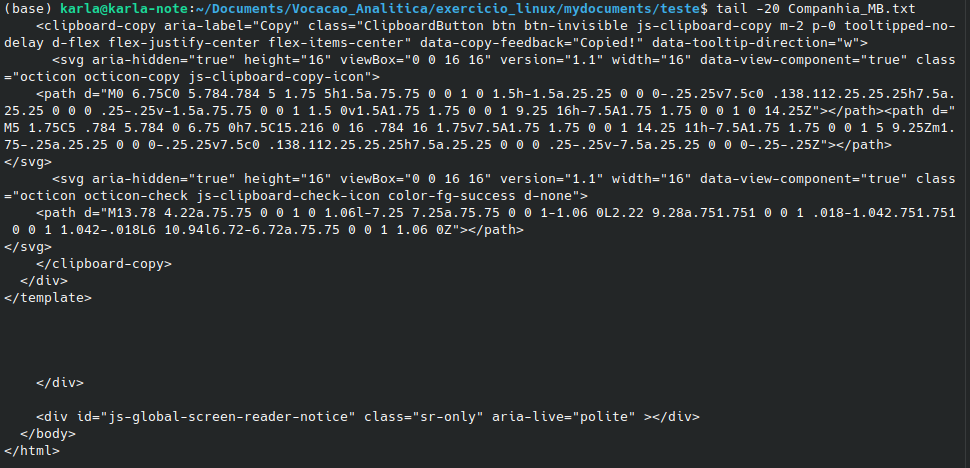 (base) karla@karla-note:~/Documents/Vocacao_Analitica/exercicio_linux/mydocuments/teste$ tail -20 Companhia_MB.txt
    <clipboard-copy aria-label="Copy" class="ClipboardButton btn btn-invisible js-clipboard-copy m-2 p-0 tooltipped-no-
delay d-flex flex-justify-center flex-items-center" data-copy-feedback="Copied!" data-tooltip-direction="w">
      <svg aria-hidden="true" height="16" viewBox="0 0 16 16" version="1.1" width="16" data-view-component="true" class
="octicon octicon-copy js-clipboard-copy-icon">
    <path d="M0 6.75C0 5.784.784 5 1.75 5h1.5a.75.75 0 0 1 0 1.5h-1.5a.25.25 0 0 0-.25.25v7.5c0 .138.112.25.25.25h7.5a.
25.25 0 0 0 .25-.25v-1.5a.75.75 0 0 1 1.5 0v1.5A1.75 1.75 0 0 1 9.25 16h-7.5A1.75 1.75 0 0 1 0 14.25Z"></path><path d="
M5 1.75C5 .784 5.784 0 6.75 0h7.5C15.216 0 16 .784 16 1.75v7.5A1.75 1.75 0 0 1 14.25 11h-7.5A1.75 1.75 0 0 1 5 9.25Zm1.
75-.25a.25.25 0 0 0-.25.25v7.5c0 .138.112.25.25.25h7.5a.25.25 0 0 0 .25-.25v-7.5a.25.25 0 0 0-.25-.25Z"></path>
</svg>
      <svg aria-hidden="true" height="16" viewBox="0 0 16 16" version="1.1" width="16" data-view-component="true" class
="octicon octicon-check js-clipboard-check-icon color-fg-success d-none">
    <path d="M13.78 4.22a.75.75 0 0 1 0 1.06l-7.25 7.25a.75.75 0 0 1-1.06 0L2.22 9.28a.751.751 0 0 1 .018-1.042.751.751
 0 0 1 1.042-.018L6 10.94l6.72-6.72a.75.75 0 0 1 1.06 0Z"></path>
</svg>
    </clipboard-copy>
  </div>
</template>
    </div>
    <div id="js-global-screen-reader-notice" class="sr-only" aria-live="polite" ></div>
  </body>
</html>